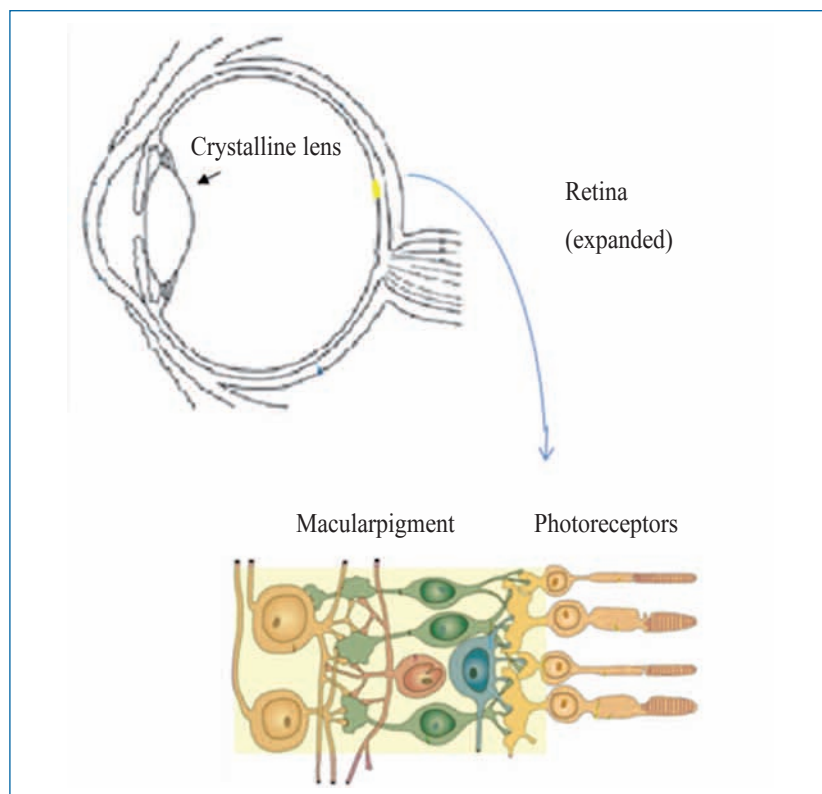 Crystalline lens
Retina
(expanded)
Macularpigment
Photoreceptors